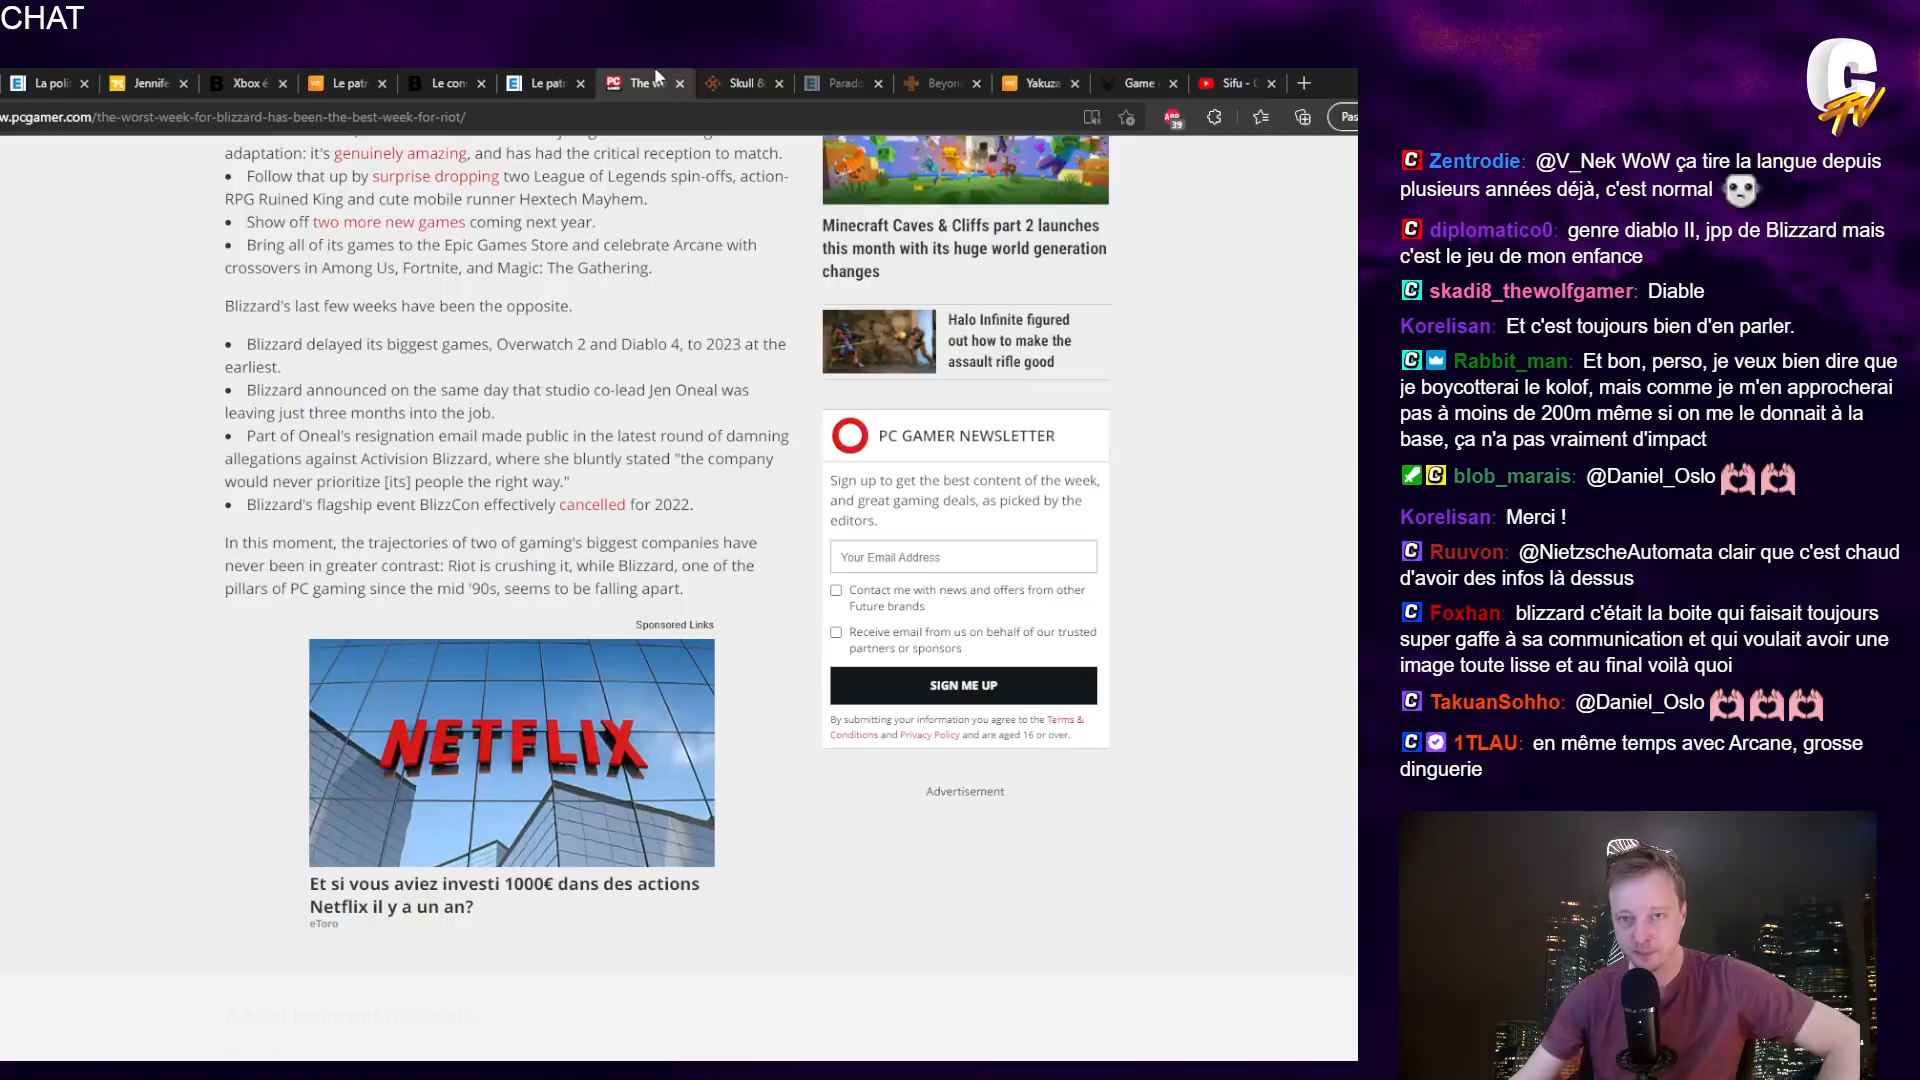 CHAT
La poli
Jennife
Xbox é
Le patr
Le con
Le patr
PC GAMER
The w
Skull &
Parado
Beyon
Yakuza
Game
Sifu - C
w.pcgamer.com/the-worst-week-for-blizzard-has-been-the-best-week-for-riot/
39
Pas
adaptation: it's genuinely amazing, and has had the critical reception to match.
• Follow that up by surprise dropping two League of Legends spin-offs, action-
RPG Ruined King and cute mobile runner Hextech Mayhem.
• Show off two more new games coming next year.
• Bring all of its games to the Epic Games Store and celebrate Arcane with
crossovers in Among Us, Fortnite, and Magic: The Gathering.
Blizzard's last few weeks have been the opposite.
• Blizzard delayed its biggest games, Overwatch 2 and Diablo 4, to 2023 at the
earliest.
• Blizzard announced on the same day that studio co-lead Jen Oneal was
leaving just three months into the job.
• Part of Oneal's resignation email made public in the latest round of damning
allegations against Activision Blizzard, where she bluntly stated "the company
would never prioritize [its] people the right way."
• Blizzard's flagship event BlizzCon effectively cancelled for 2022.
In this moment, the trajectories of two of gaming's biggest companies have
never been in greater contrast: Riot is crushing it, while Blizzard, one of the
pillars of PC gaming since the mid '90s, seems to be falling apart.
Sponsored Links
NETFLIX
Et si vous aviez investi 1000€ dans des actions
Netflix il y a un an?
eToro
Minecraft Caves & Cliffs part 2 launches
this month with its huge world generation
changes
Halo Infinite figured
out how to make the
assault rifle good
PC GAMER NEWSLETTER
Sign up to get the best content of the week,
and great gaming deals, as picked by the
editors.
Your Email Address
Contact me with news and offers from other
Future brands
Receive email from us on behalf of our trusted
partners or sponsors
SIGN ME UP
By submitting your information you agree to the Terms &
Conditions and Privacy Policy and are aged 16 or over.
Advertisement
C TV
Zentrodie: @V_Nek WoW ça tire la langue depuis
plusieurs années déjà, c'est normal
diplomatico0: genre diablo II, jpp de Blizzard mais
c'est le jeu de mon enfance
skadi8_thewolfgamer: Diable
Korelisan: Et c'est toujours bien d'en parler.
Rabbit_man: Et bon, perso, je veux bien dire que
je boycotterai le kolof, mais comme je m'en approcherai
pas à moins de 200m même si on me le donnait à la
base, ça n'a pas vraiment d'impact
blob_marais: @Daniel_Oslo
Korelisan: Merci !
Ruuvon: @NietzscheAutomata clair que c'est chaud
d'avoir des infos là dessus
Foxhan: blizzard c'était la boite qui faisait toujours
super gaffe à sa communication et qui voulait avoir une
image toute lisse et au final voilà quoi
TakuanSohho: @Daniel_Oslo
1TLAU: en même temps avec Arcane, grosse
dinguerie